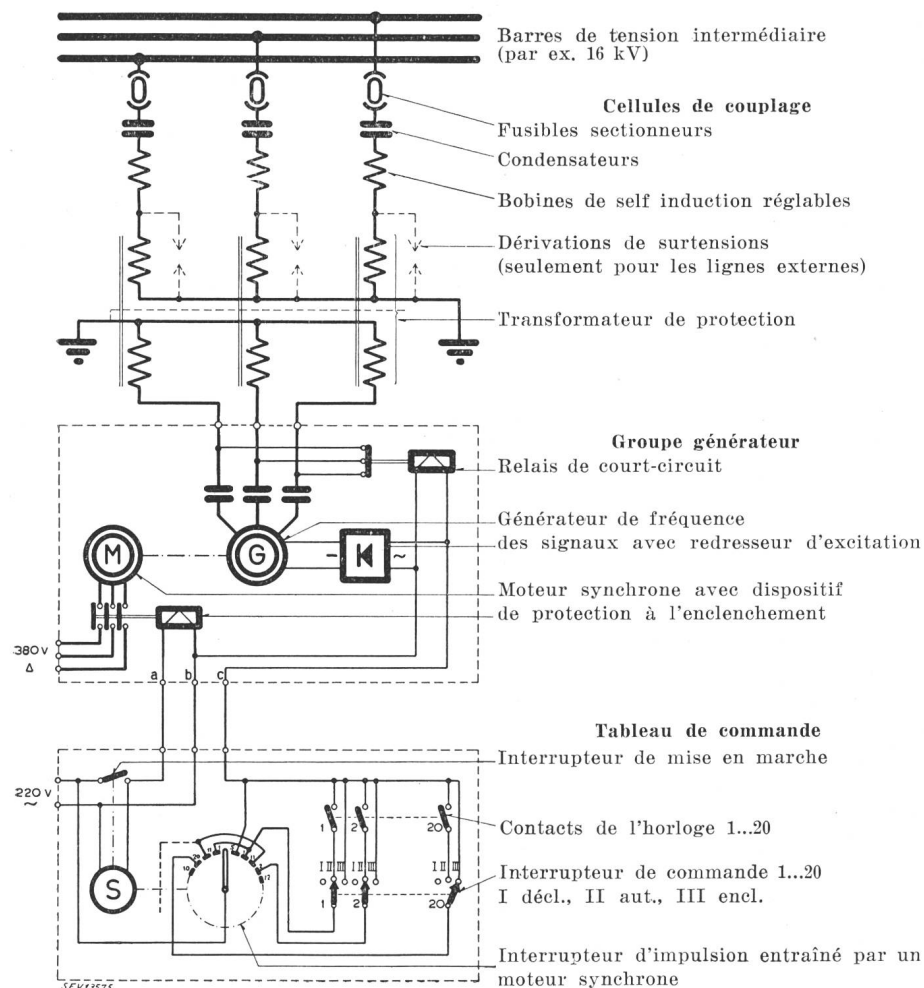 Barres de tension intermédiaire
(par ex. 16 kV)
Cellules de couplage
Fusibles sectionneurs
Condensateurs
Bobines de self induction réglables
Dérivations de surtensions
(seulement pour les lignes externes)
Transformateur de protection
Groupe générateur
Relais de court-circuit
Générateur de fréquence
des signaux avec redresseur d'excitation
M
G
- ~
Moteur synchrone avec dispositif
de protection à l'enclenchement
380 V
Δ
a b c
Tableau de commande
Interrupteur de mise en marche
220 V
~
Contacts de l'horloge 1...20
1 2 20
I II III I II III I II III
Interrupteur de commande 1...20
I décl., II aut., III encl.
S
1 2 20
Interrupteur d'impulsion entraîné par un
moteur synchrone
SEV13575